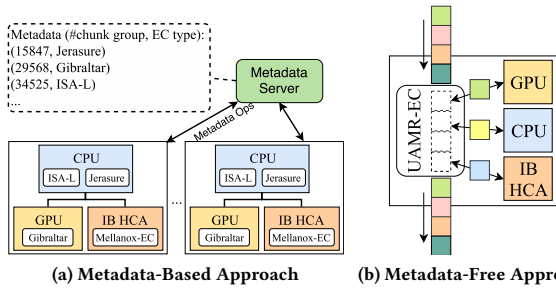 Metadata (#chunk group, EC type):
(15847, Jerasure)
(29568, Gibraltar)
(34525, ISA-L)
...
Metadata
Server
Metadata Ops
CPU
ISA-L Jerasure
GPU
Gibraltar
IB HCA
Mellanox-EC
...
CPU
ISA-L Jerasure
GPU
Gibraltar
IB HCA
Mellanox-EC
(a) Metadata-Based Approach
UAMR-EC
GPU
CPU
IB
HCA
(b) Metadata-Free Appro